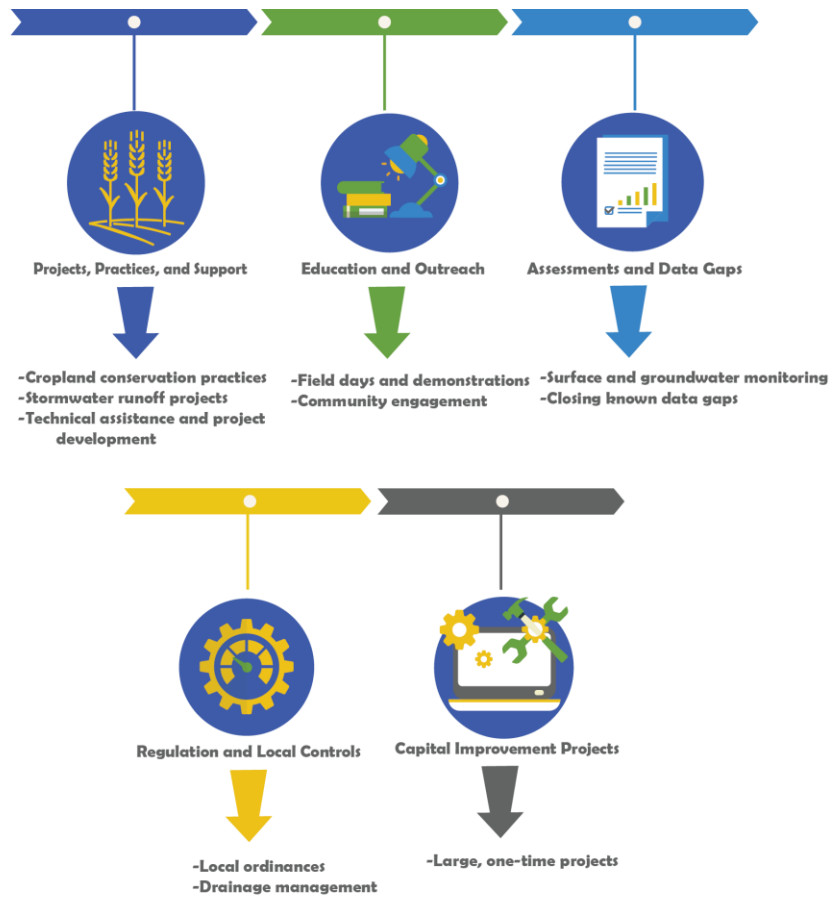 Projects, Practices, and Support
Education and Outreach
Assessments and Data Gaps
-Cropland conservation practices
-Stormwater runoff projects
-Technical assistance and project
development
-Field days and demonstrations
-Community engagement
-Surface and groundwater monitoring
-Closing known data gaps
Regulation and Local Controls
Capital Improvement Projects
-Local ordinances
-Drainage management
-Large, one-time projects